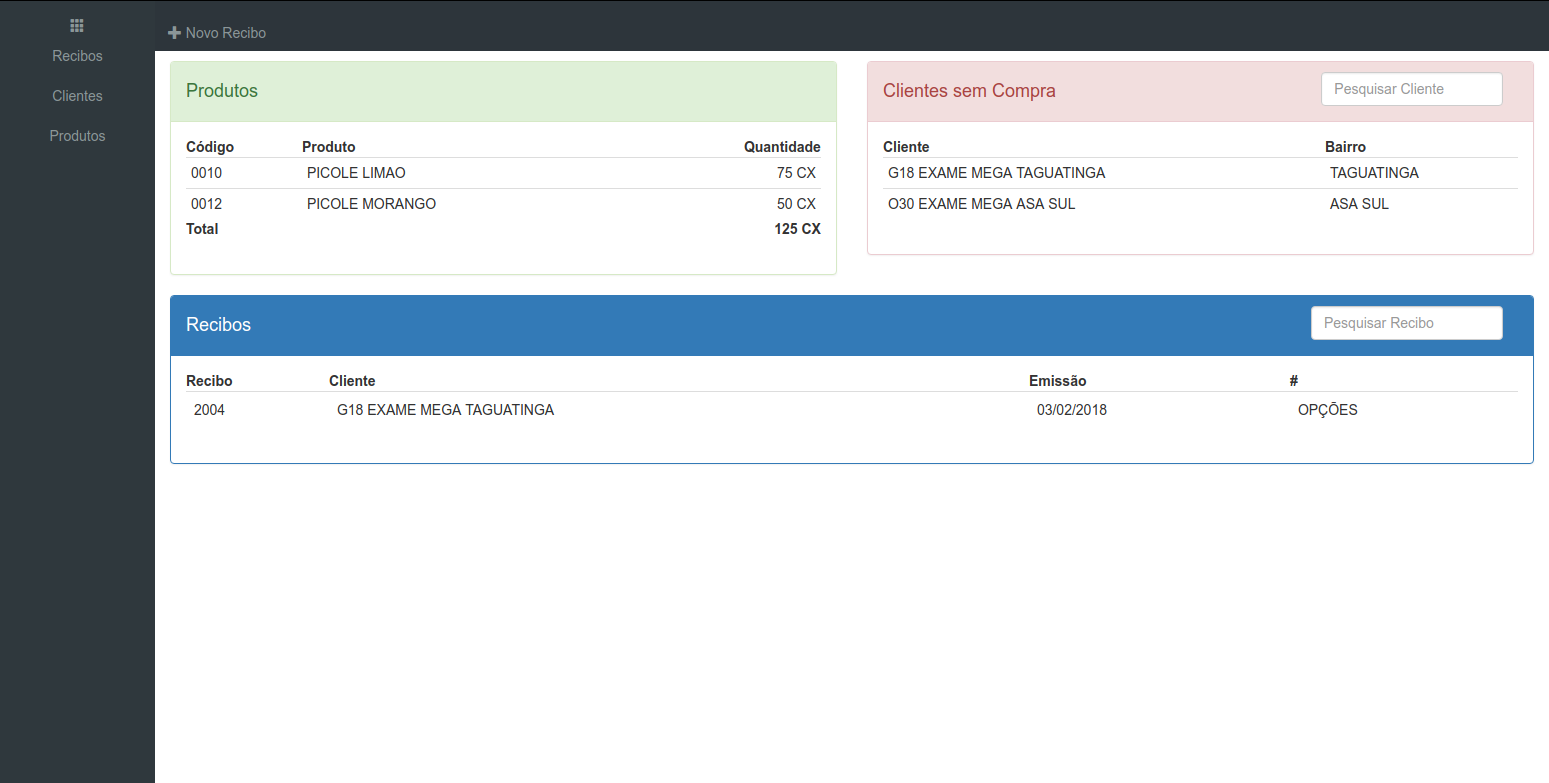 Recibos
Clientes
Produtos
Novo Recibo
Produtos
Código Produto Quantidade
0010 PICOLE LIMAO 75 CX
0012 PICOLE MORANGO 50 CX
Total 125 CX
Clientes sem Compra Pesquisar Cliente
Cliente Bairro
G18 EXAME MEGA TAGUATINGA TAGUATINGA
O30 EXAME MEGA ASA SUL ASA SUL
Recibos Pesquisar Recibo
Recibo Cliente Emissão #
2004 G18 EXAME MEGA TAGUATINGA 03/02/2018 OPÇÕES